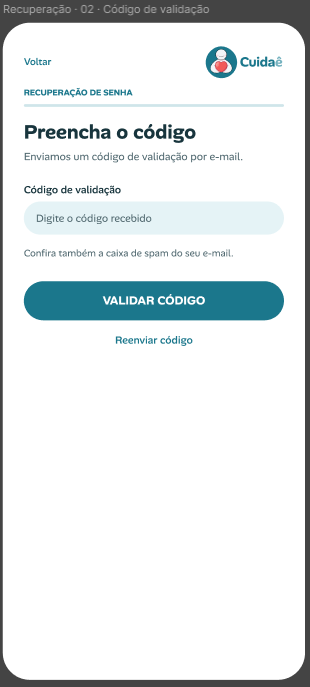 Recuperação · 02 · Código de validação
Voltar
Cuidaê
RECUPERAÇÃO DE SENHA
Preencha o código
Enviamos um código de validação por e-mail.
Código de validação
Digite o código recebido
Confira também a caixa de spam do seu e-mail.
VALIDAR CÓDIGO
Reenviar código